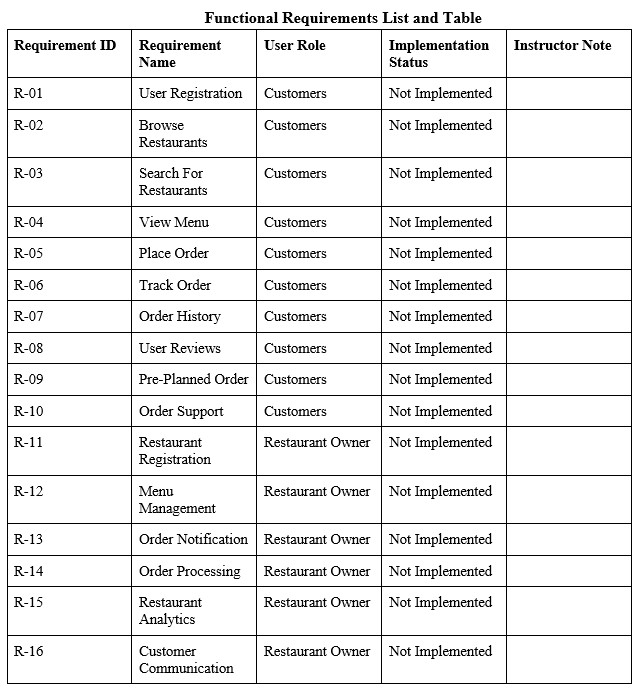 Functional Requirements List and Table
Requirement ID Requirement Name User Role Implementation Status Instructor Note
R-01 User Registration Customers Not Implemented
R-02 Browse Restaurants Customers Not Implemented
R-03 Search For Restaurants Customers Not Implemented
R-04 View Menu Customers Not Implemented
R-05 Place Order Customers Not Implemented
R-06 Track Order Customers Not Implemented
R-07 Order History Customers Not Implemented
R-08 User Reviews Customers Not Implemented
R-09 Pre-Planned Order Customers Not Implemented
R-10 Order Support Customers Not Implemented
R-11 Restaurant Registration Restaurant Owner Not Implemented
R-12 Menu Management Restaurant Owner Not Implemented
R-13 Order Notification Restaurant Owner Not Implemented
R-14 Order Processing Restaurant Owner Not Implemented
R-15 Restaurant Analytics Restaurant Owner Not Implemented
R-16 Customer Communication Restaurant Owner Not Implemented